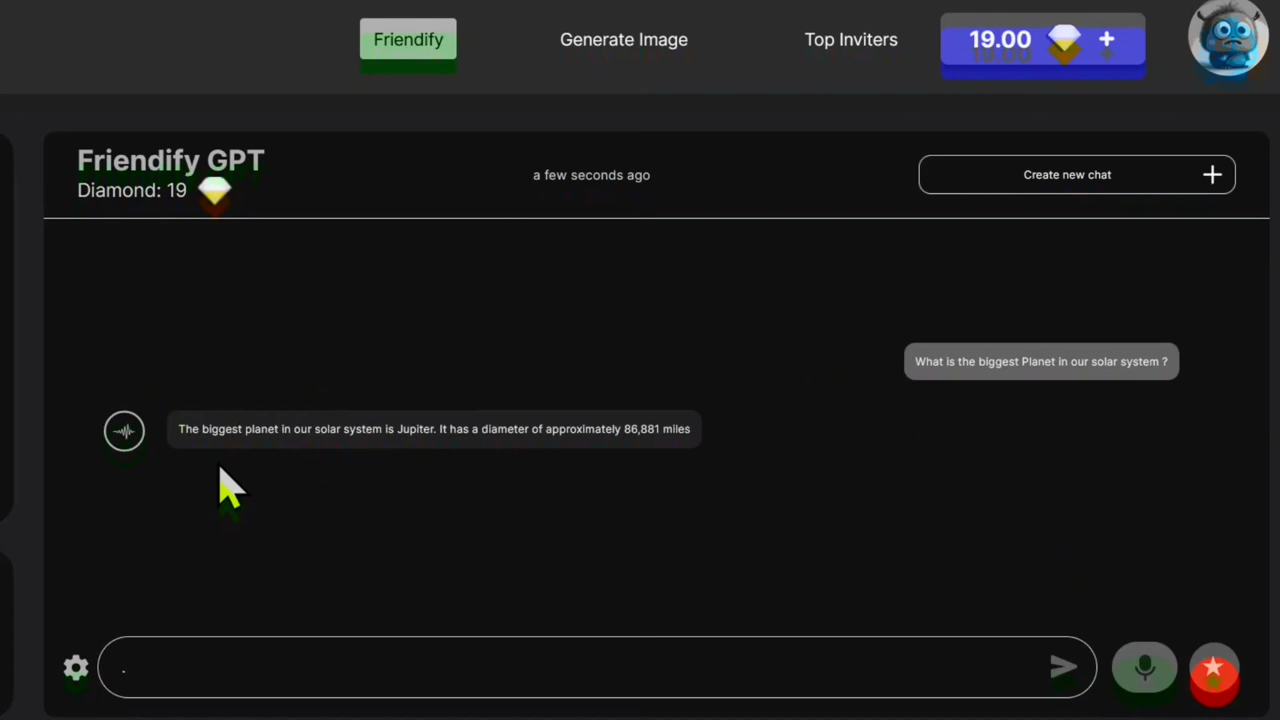 Friendify
Generate Image
Top Inviters
19.00 +
Friendify GPT
Diamond: 19
a few seconds ago
Create new chat +
What is the biggest Planet in our solar system ?
The biggest planet in our solar system is Jupiter. It has a diameter of approximately 86,881 miles
.